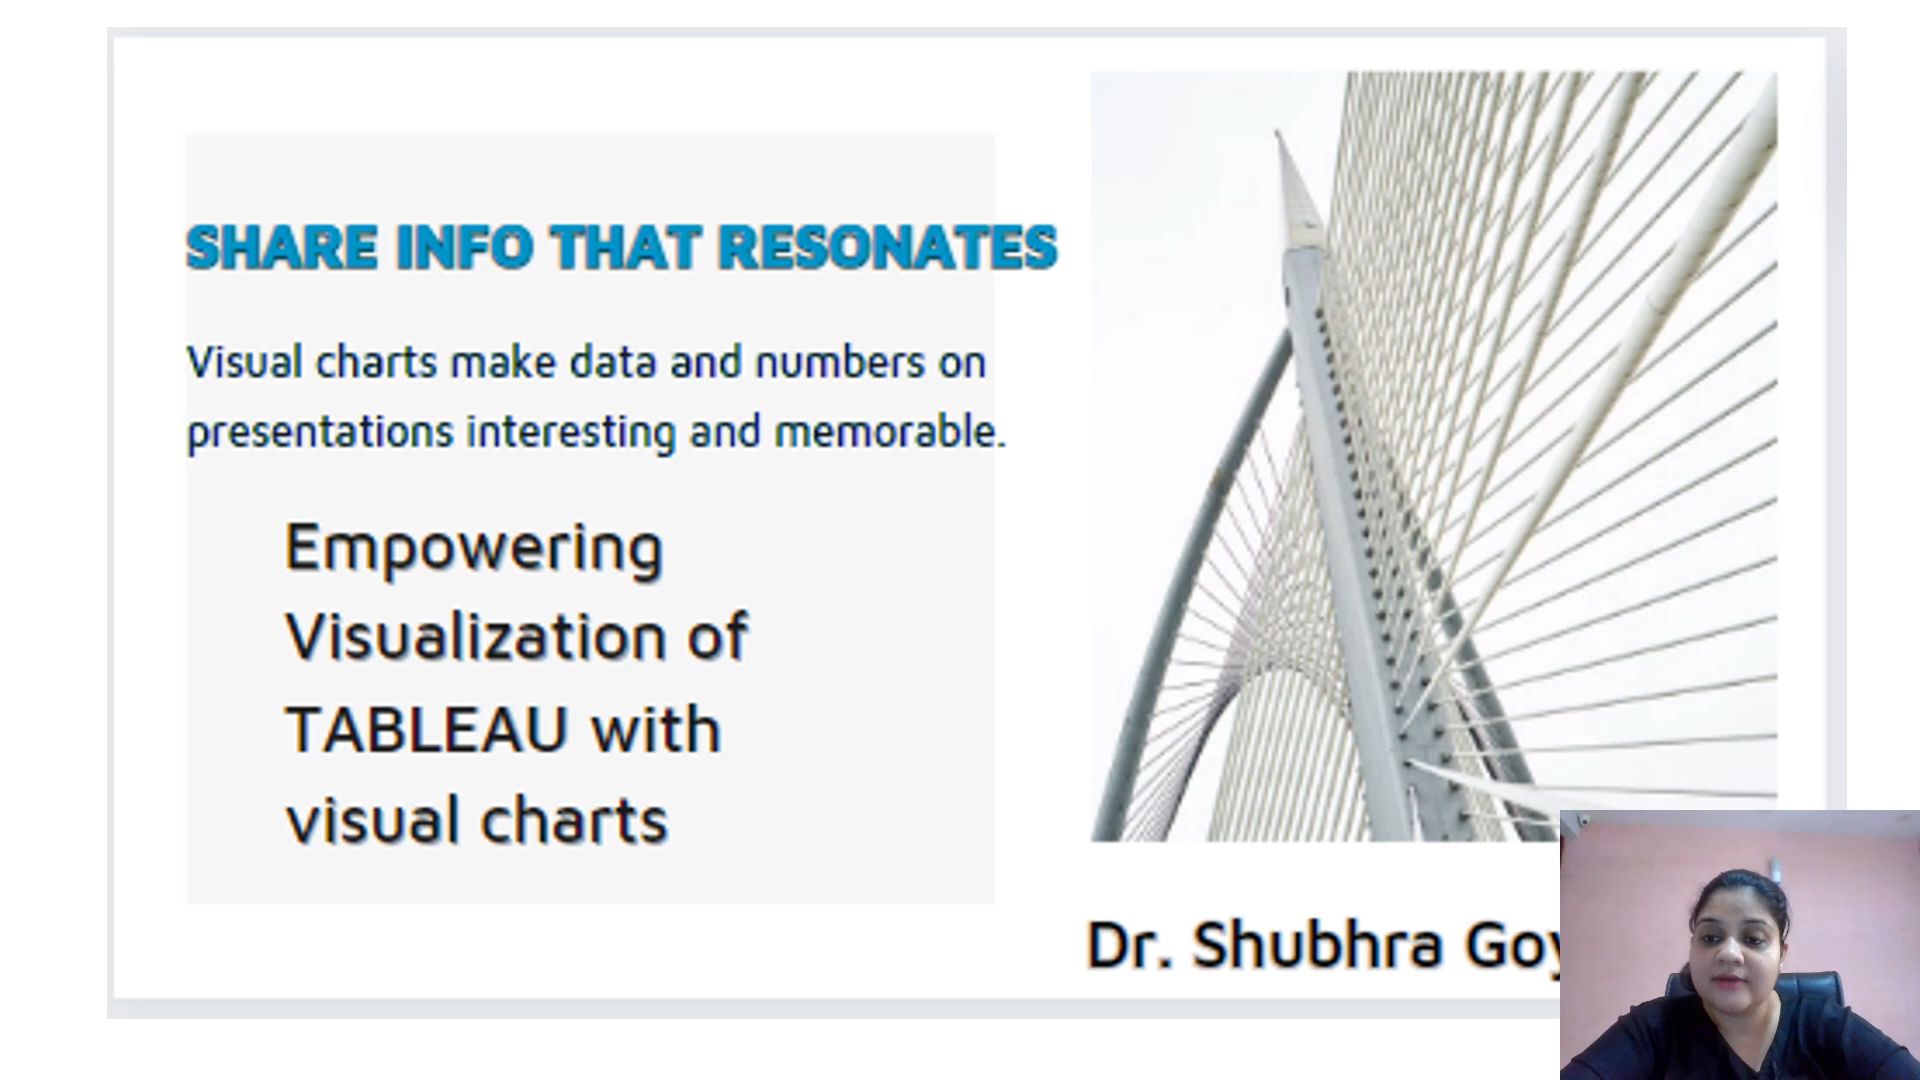 SHARE INFO THAT RESONATES
Visual charts make data and numbers on
presentations interesting and memorable.
Empowering
Visualization of
TABLEAU with
visual charts
Dr. Shubhra